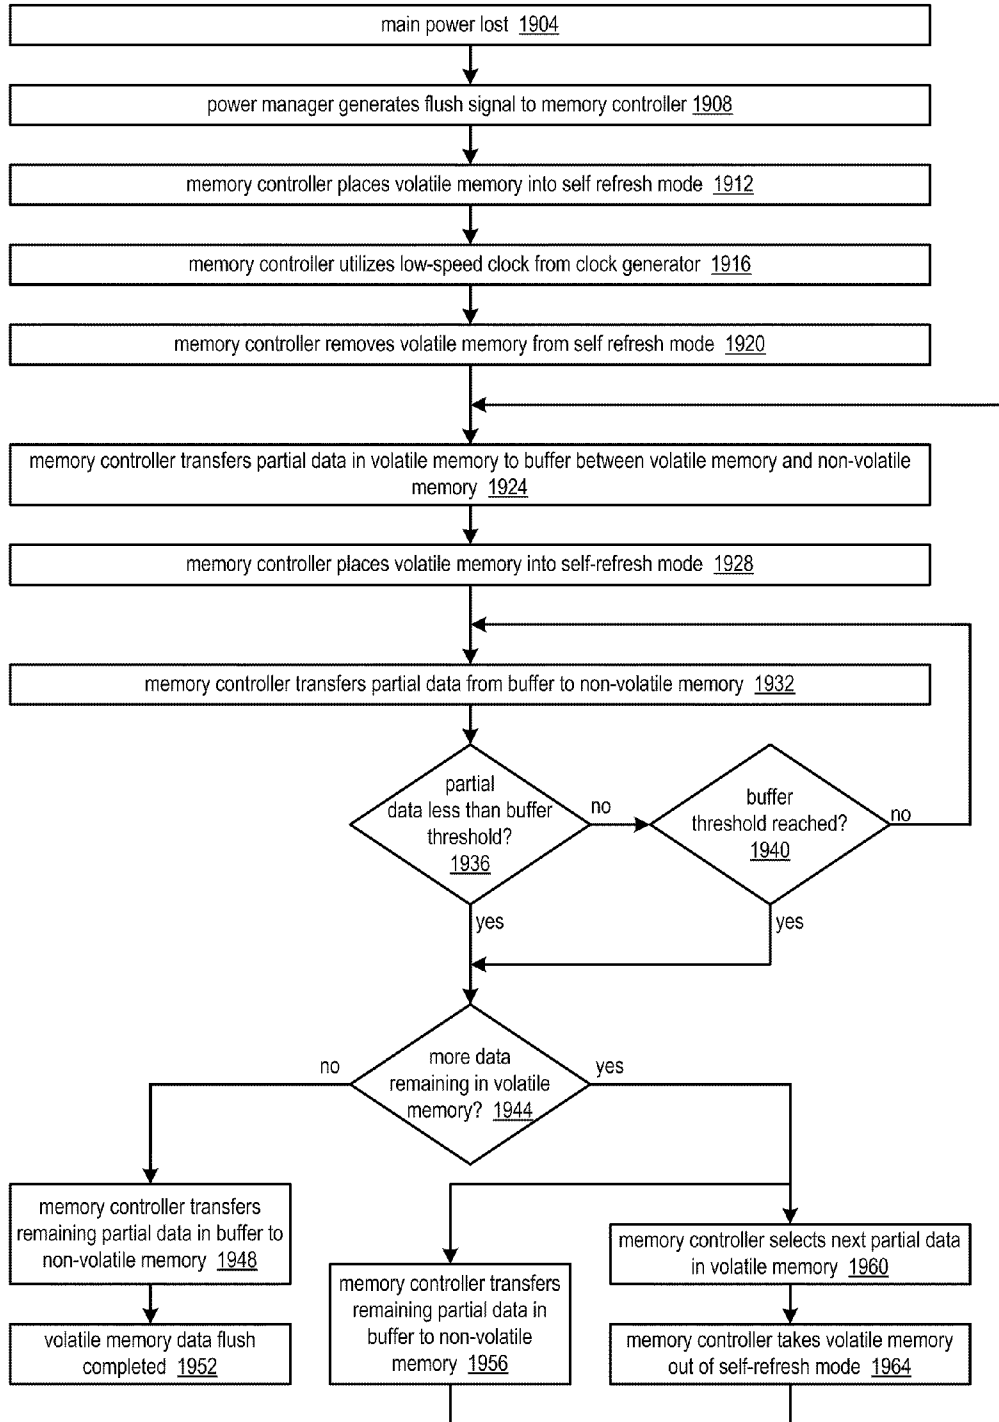 main power lost 1904
power manager generates flush signal to memory controller 1908
memory controller places volatile memory into self refresh mode 1912
memory controller utilizes low-speed clock from clock generator 1916
memory controller removes volatile memory from self refresh mode 1920
memory controller transfers partial data in volatile memory to buffer between volatile memory and non-volatile
memory 1924
memory controller places volatile memory into self-refresh mode 1928
memory controller transfers partial data from buffer to non-volatile memory 1932
partial
data less than buffer
threshold?
1936
no
buffer
threshold reached?
1940
no
yes
yes
more data
remaining in volatile
memory? 1944
no
yes
memory controller transfers
remaining partial data in buffer to
non-volatile memory 1948
volatile memory data flush
completed 1952
memory controller transfers
remaining partial data in
buffer to non-volatile
memory 1956
memory controller selects next partial data
in volatile memory 1960
memory controller takes volatile memory
out of self-refresh mode 1964